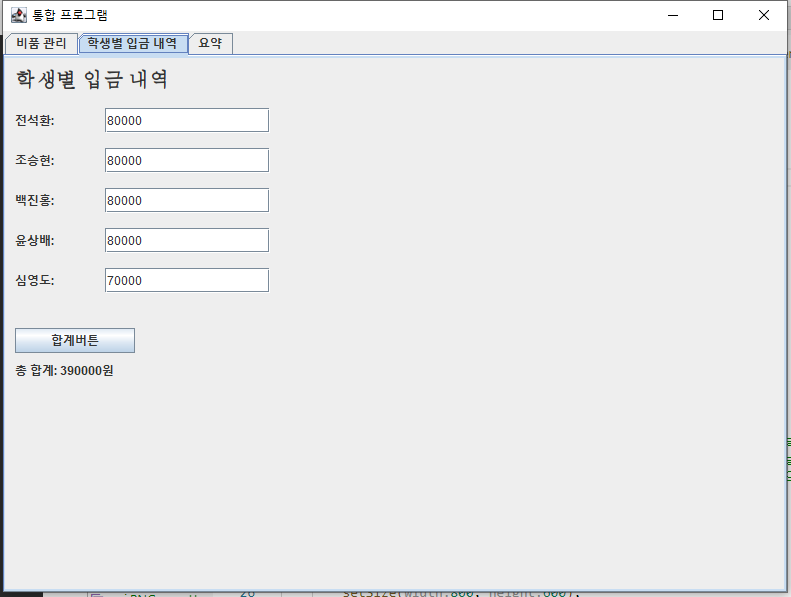 통합 프로그램
비품 관리 학생별 입금 내역 요약
학생별 입금 내역
전석환: 80000
조승현: 80000
백진홍: 80000
윤상배: 80000
심영도: 70000
합계버튼
총 합계: 390000원